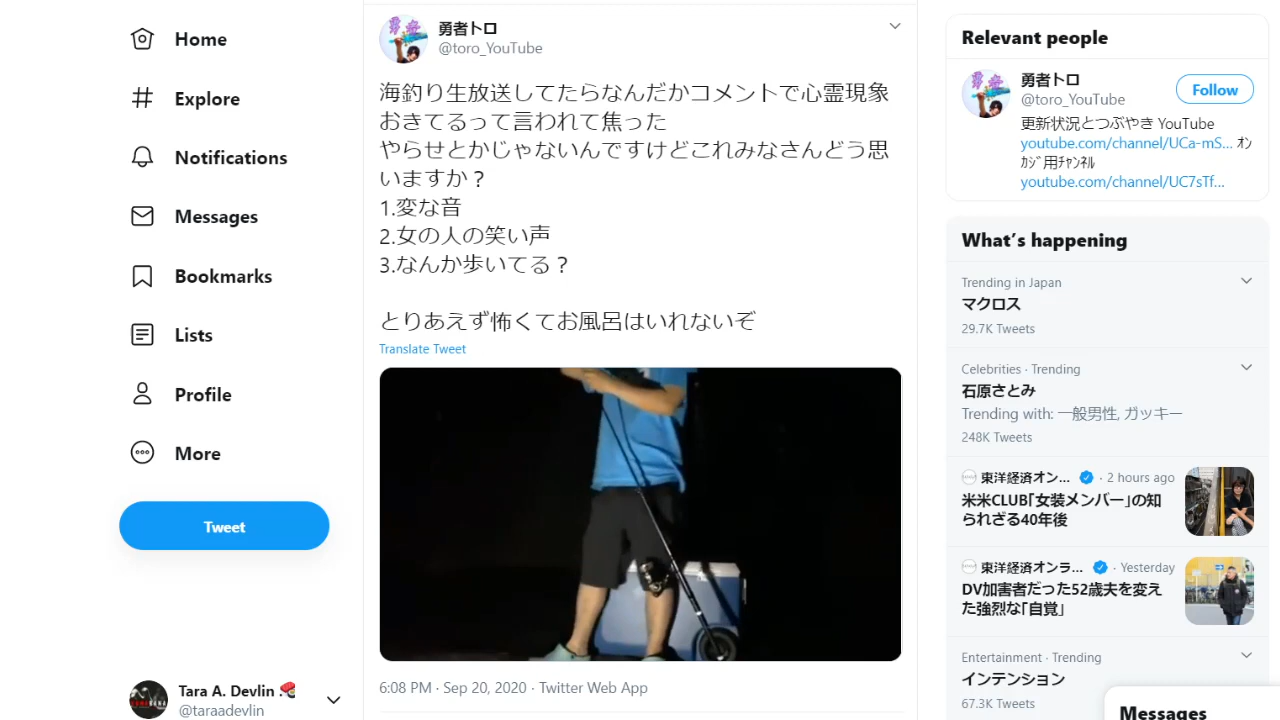 Home
Explore
Notifications
Messages
Bookmarks
Lists
Profile
More
Tweet
Tara A. Devlin
@taraadevlin
勇者トロ
@toro_YouTube
海釣り生放送してたらなんだかコメントで心霊現象
おきてるって言われて焦った
やらせとかじゃないんですけどこれみなさんどう思
いますか？
1.変な音
2.女の人の笑い声
3.なんか歩いてる？
とりあえず怖くてお風呂はいれないぞ
Translate Tweet
6:08 PM · Sep 20, 2020 · Twitter Web App
Relevant people
勇者トロ
@toro_YouTube
Follow
更新状況とつぶやき YouTube
youtube.com/channel/UCa-mS... ｵﾝ
ｶｼﾞ用ﾁｬﾝﾈﾙ
youtube.com/channel/UC7sTf...
What's happening
Trending in Japan
マクロス
29.7K Tweets
Celebrities · Trending
石原さとみ
Trending with: 一般男性, ガッキー
248K Tweets
東洋経済オン... · 2 hours ago
米米CLUB｢女装メンバー｣の知
られざる40年後
東洋経済オンラ... · Yesterday
DV加害者だった52歳夫を変え
た強烈な｢自覚｣
Entertainment · Trending
インテンション
67.3K Tweets
Messages